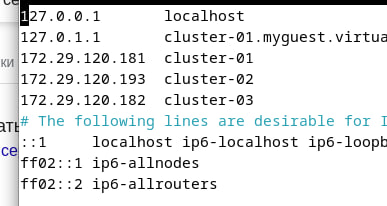 се
127.0.0.1 localhost
127.0.1.1 cluster-01.myguest.virtua
172.29.120.181 cluster-01
ки
172.29.120.193 cluster-02
172.29.120.182 cluster-03
ать
# The following lines are desirable for I
се
::1 localhost ip6-localhost ip6-loopb
ff02::1 ip6-allnodes
ff02::2 ip6-allrouters